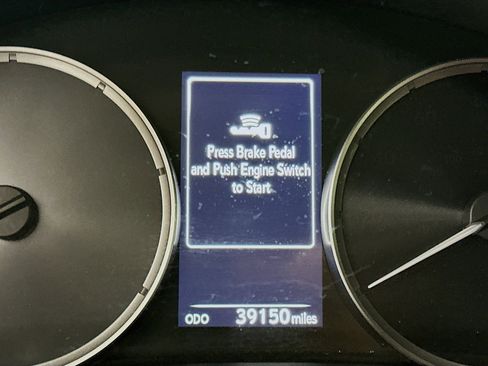 Press Brake Pedal
and Push Engine Switch
to Start
ODO 39150 miles